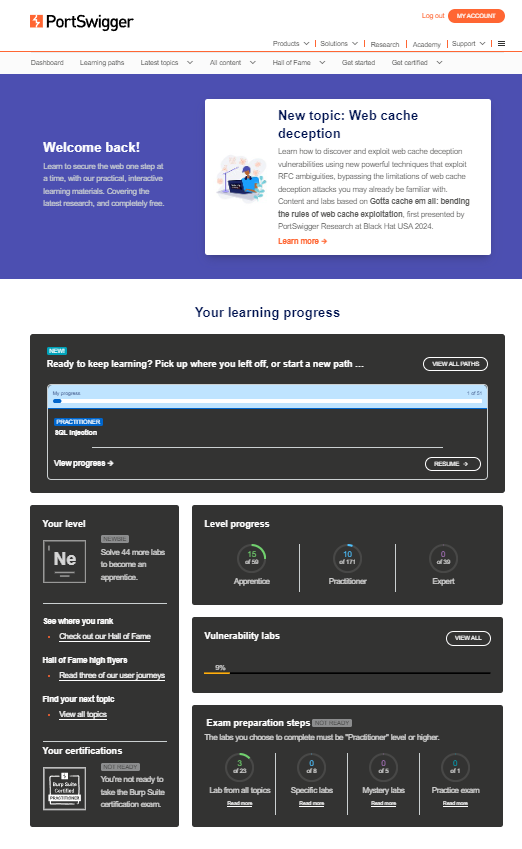 PortSwigger
Log out
MY ACCOUNT
Products
Solutions
Research
Academy
Support
Dashboard
Learning paths
Latest topics
All content
Hall of Fame
Get started
Get certified
Welcome back!
Learn to secure the web one step at
a time, with our practical, interactive
learning materials. Covering the
latest research, and completely free.
New topic: Web cache
deception
Learn how to discover and exploit web cache deception
vulnerabilities using new powerful techniques that exploit
RFC ambiguities, bypassing the limitations of web cache
deception attacks you may already be familiar with.
Content and labs based on Gotta cache em all: bending
the rules of web cache exploitation, first presented by
PortSwigger Research at Black Hat USA 2024.
Learn more →
Your learning progress
NEW!
Ready to keep learning? Pick up where you left off, or start a new path ...
VIEW ALL PATHS
My progress
1 of 51
PRACTITIONER
SQL injection
View progress →
RESUME →
Your level
Ne
NEWBIE
Solve 44 more labs
to become an
apprentice.
See where you rank
Check out our Hall of Fame
Hall of Fame high flyers
Read three of our user journeys
Find your next topic
View all topics
Your certifications
Burp Suite
Certified
PRACTITIONER
NOT READY
You're not ready to
take the Burp Suite
certification exam.
Level progress
15
of 59
Apprentice
10
of 171
Practitioner
0
of 39
Expert
Vulnerability labs
VIEW ALL
9%
Exam preparation steps NOT READY
The labs you choose to complete must be "Practitioner" level or higher.
3
of 23
Lab from all topics
Read more
0
of 8
Specific labs
Read more
0
of 5
Mystery labs
Read more
0
of 1
Practice exam
Read more